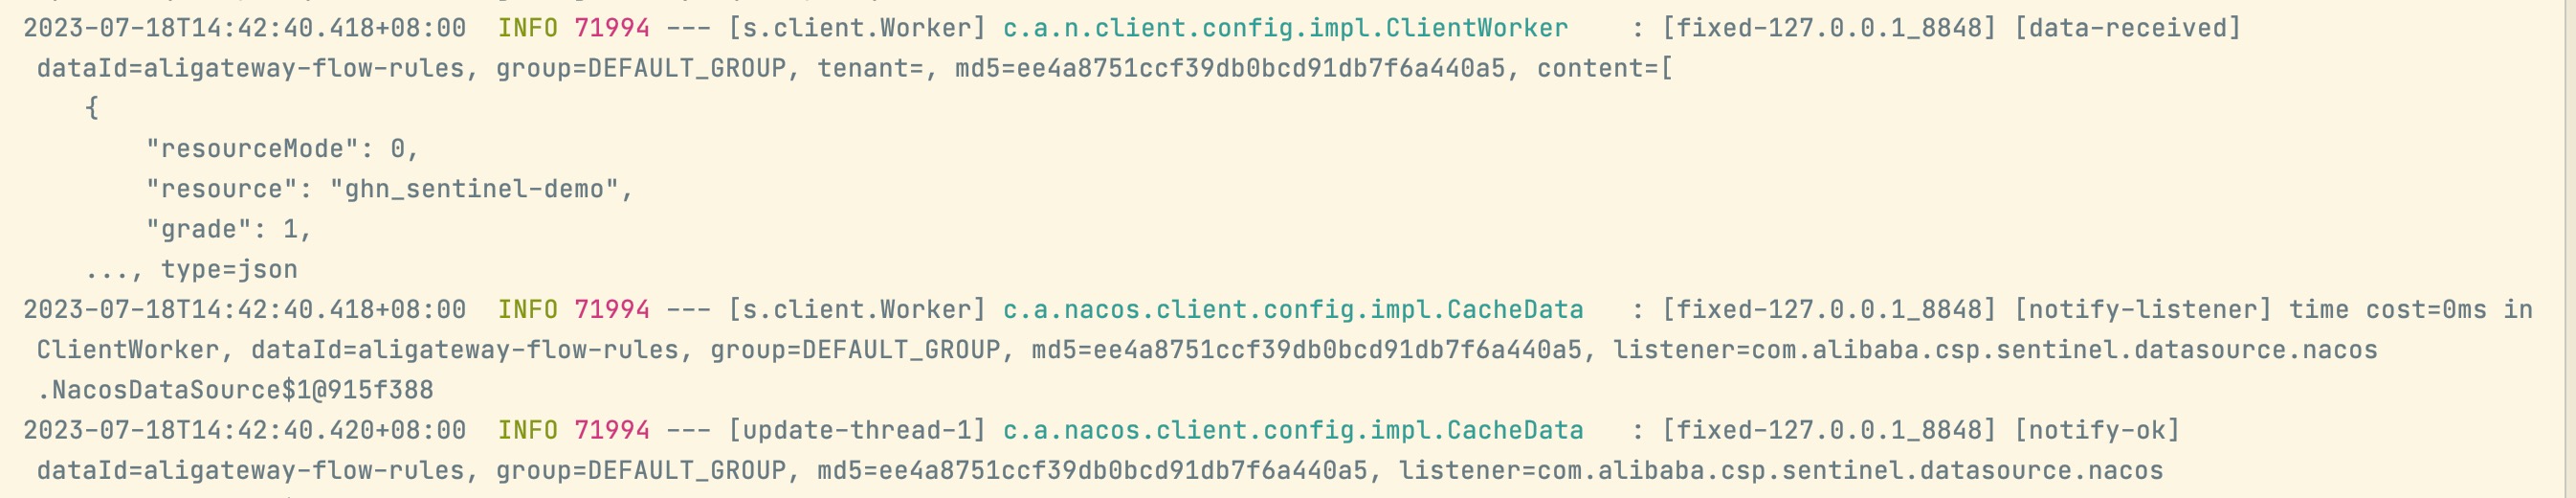 2023-07-18T14:42:40.418+08:00  INFO 71994 --- [s.client.Worker] c.a.n.client.config.impl.ClientWorker    : [fixed-127.0.0.1_8848] [data-received]
dataId=aligateway-flow-rules, group=DEFAULT_GROUP, tenant=, md5=ee4a8751ccf39db0bcd91db7f6a440a5, content=[
{
"resourceMode": 0,
"resource": "ghn_sentinel-demo",
"grade": 1,
..., type=json
2023-07-18T14:42:40.418+08:00  INFO 71994 --- [s.client.Worker] c.a.nacos.client.config.impl.CacheData   : [fixed-127.0.0.1_8848] [notify-listener] time cost=0ms in
ClientWorker, dataId=aligateway-flow-rules, group=DEFAULT_GROUP, md5=ee4a8751ccf39db0bcd91db7f6a440a5, listener=com.alibaba.csp.sentinel.datasource.nacos
.NacosDataSource$1@915f388
2023-07-18T14:42:40.420+08:00  INFO 71994 --- [update-thread-1] c.a.nacos.client.config.impl.CacheData   : [fixed-127.0.0.1_8848] [notify-ok]
dataId=aligateway-flow-rules, group=DEFAULT_GROUP, md5=ee4a8751ccf39db0bcd91db7f6a440a5, listener=com.alibaba.csp.sentinel.datasource.nacos